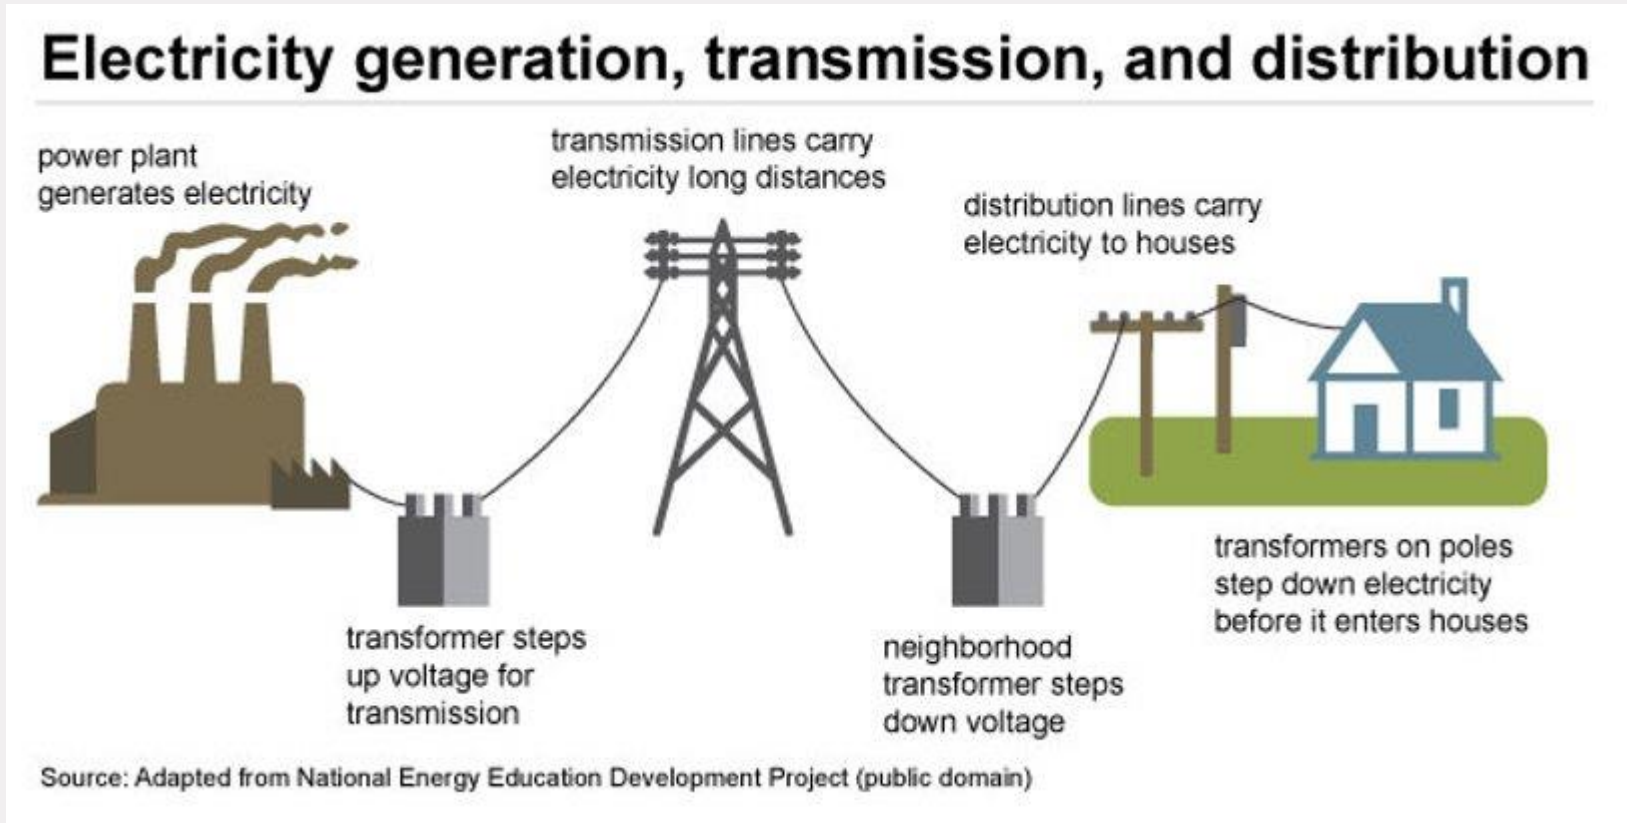 Electricity generation, transmission, and distribution
power plant
generates electricity
transmission lines carry
electricity long distances
distribution lines carry
electricity to houses
transformer steps
up voltage for
transmission
neighborhood
transformer steps
down voltage
transformers on poles
step down electricity
before it enters houses
Source: Adapted from National Energy Education Development Project (public domain)